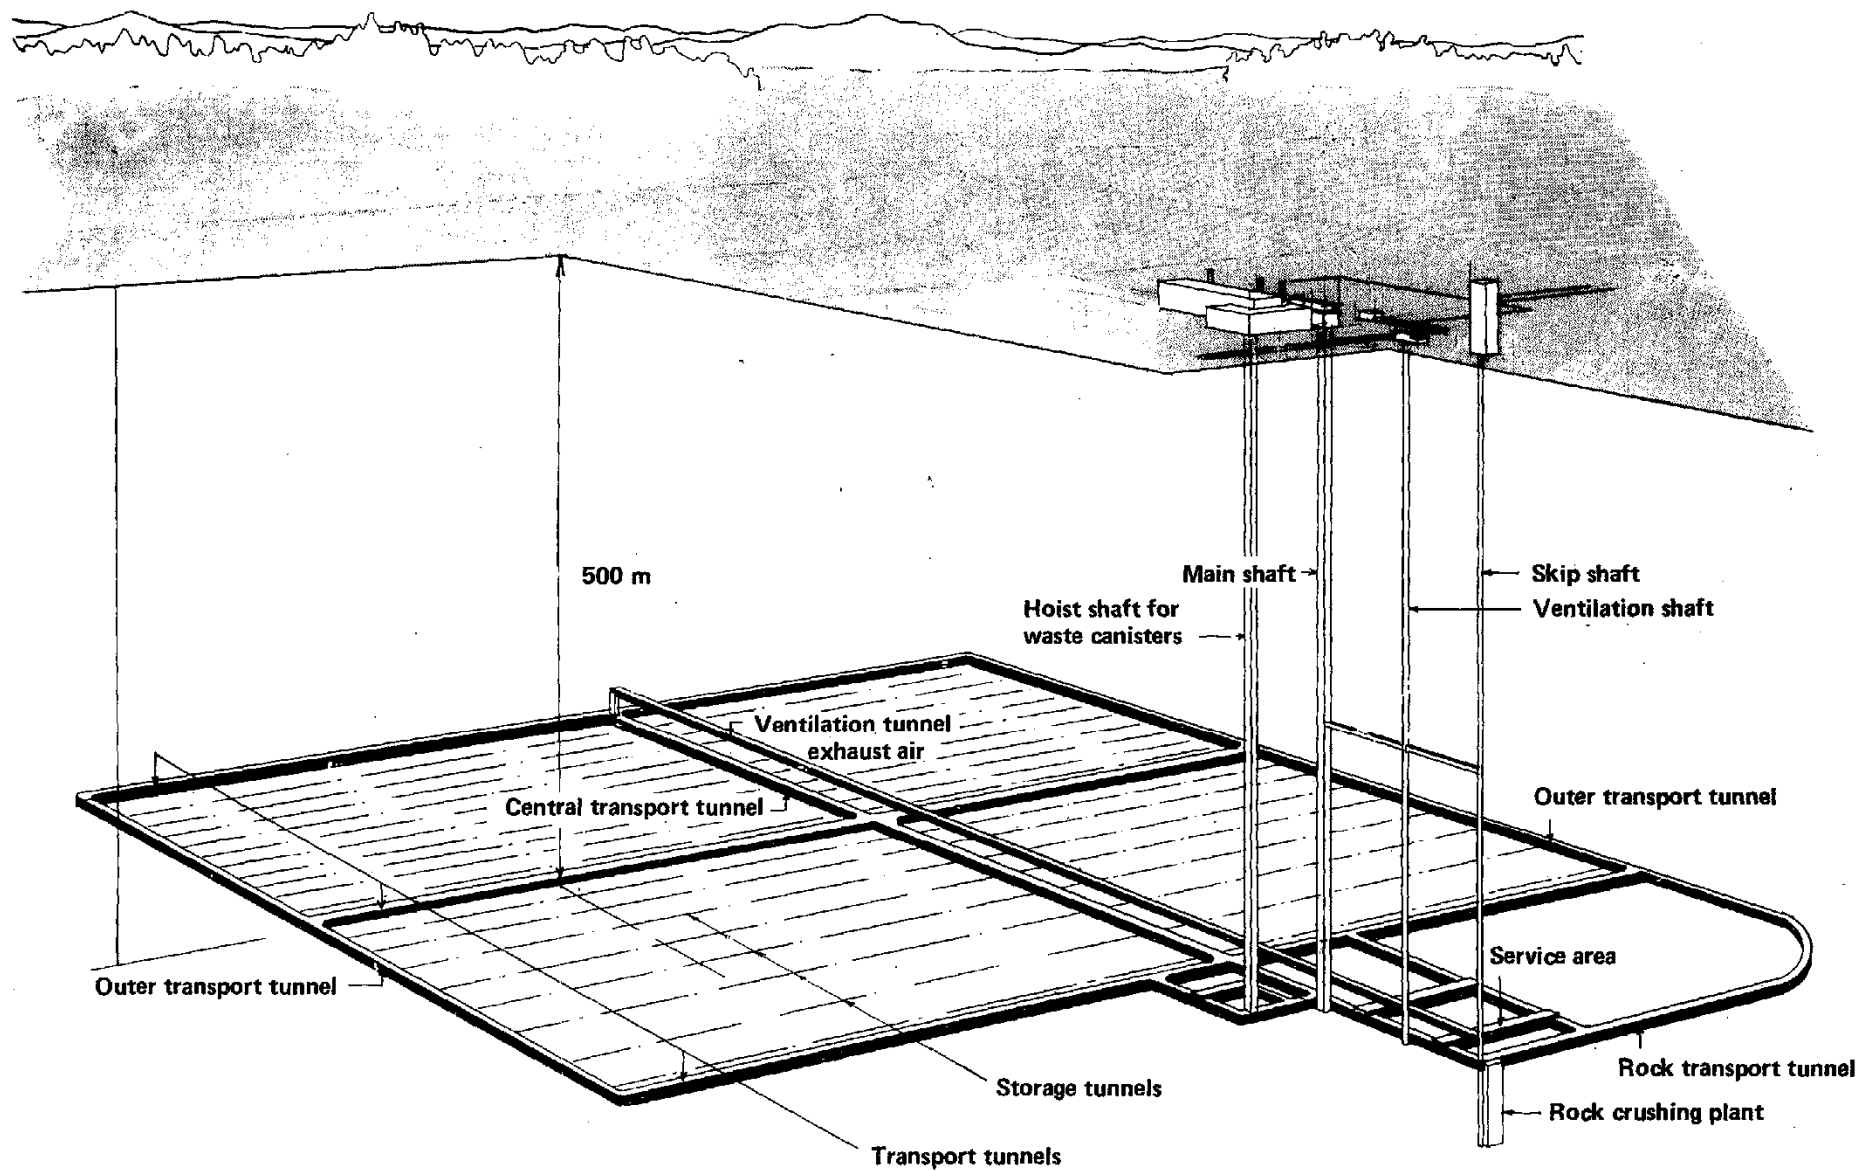 500 m
Main shaft
Skip shaft
Hoist shaft for
waste canisters
Ventilation shaft
Ventilation tunnel
exhaust air
Central transport tunnel
Outer transport tunnel
Service area
Outer transport tunnel
Rock transport tunnel
Storage tunnels
Rock crushing plant
Transport tunnels